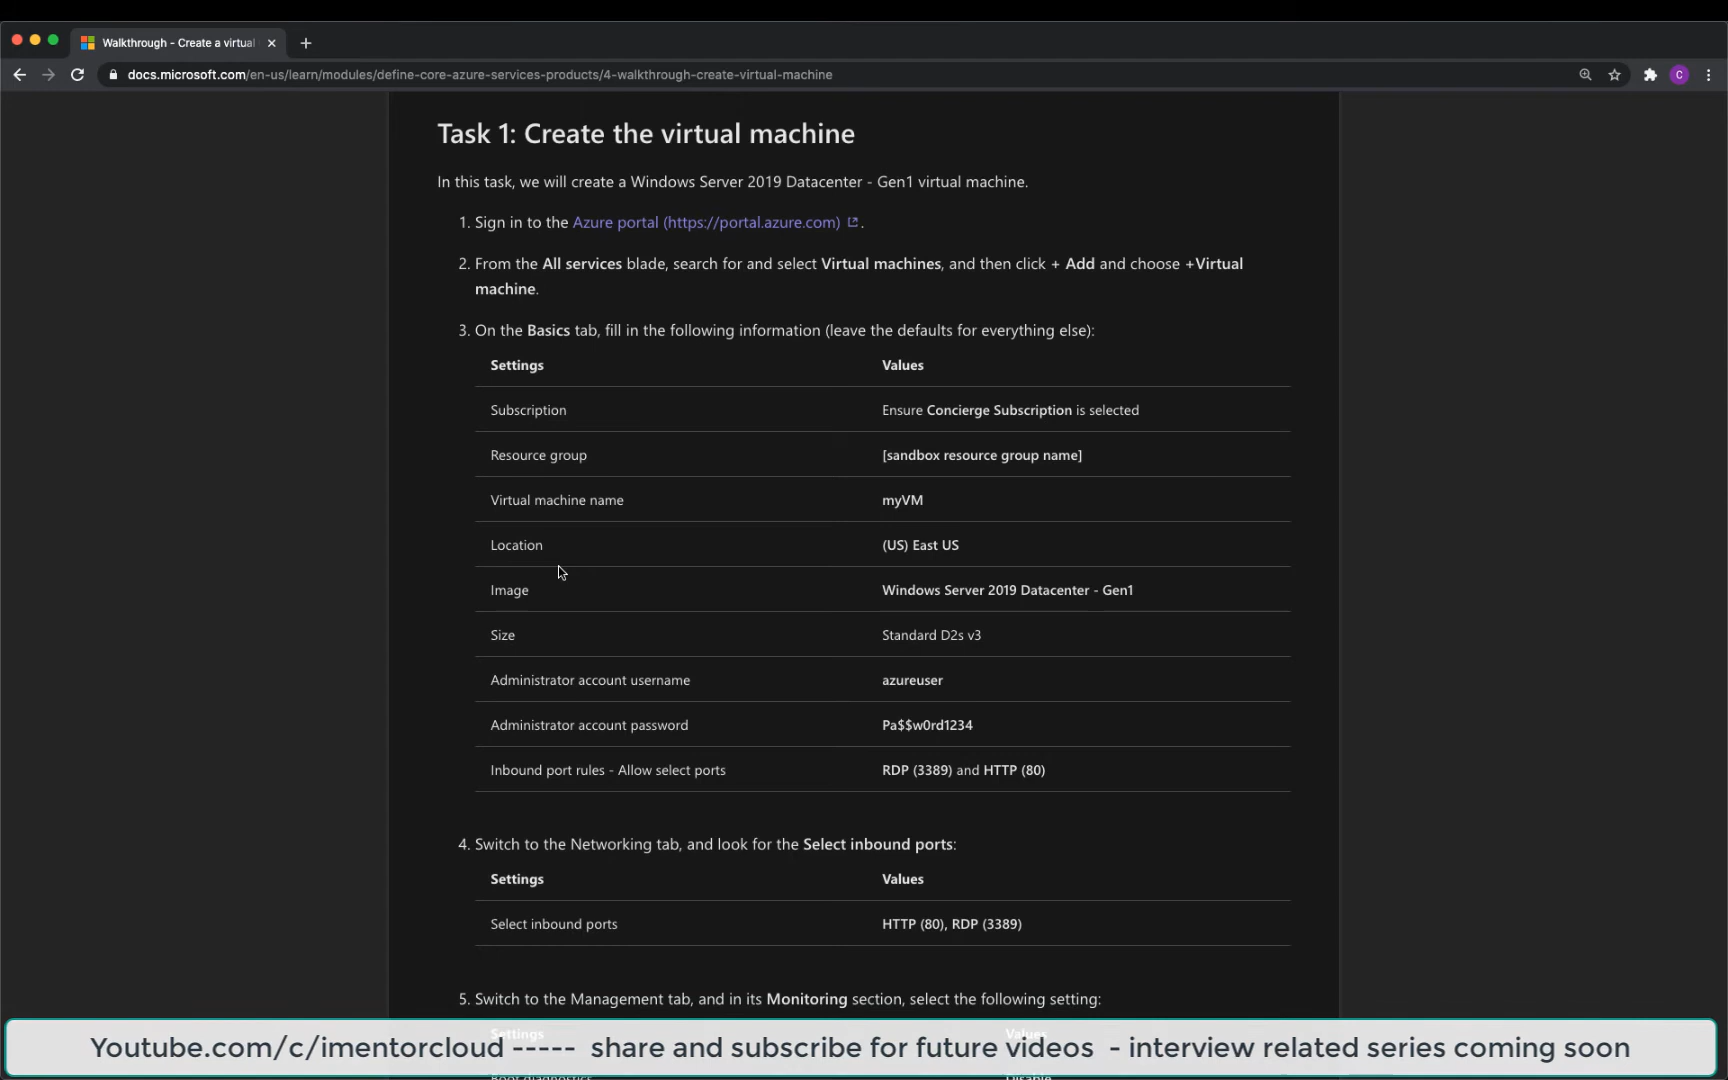 Walkthrough - Create a virtual
docs.microsoft.com/en-us/learn/modules/define-core-azure-services-products/4-walkthrough-create-virtual-machine
C
Task 1: Create the virtual machine
In this task, we will create a Windows Server 2019 Datacenter - Gen1 virtual machine.
1. Sign in to the Azure portal (https://portal.azure.com) .
2. From the All services blade, search for and select Virtual machines, and then click + Add and choose +Virtual
machine.
3. On the Basics tab, fill in the following information (leave the defaults for everything else):
Settings Values
Subscription Ensure Concierge Subscription is selected
Resource group [sandbox resource group name]
Virtual machine name myVM
Location (US) East US
Image Windows Server 2019 Datacenter - Gen1
Size Standard D2s v3
Administrator account username azureuser
Administrator account password Pa$$w0rd1234
Inbound port rules - Allow select ports RDP (3389) and HTTP (80)
4. Switch to the Networking tab, and look for the Select inbound ports:
Settings Values
Select inbound ports HTTP (80), RDP (3389)
5. Switch to the Management tab, and in its Monitoring section, select the following setting:
Settings Values
Youtube.com/c/imentorcloud ----- share and subscribe for future videos - interview related series coming soon
Boot diagnostics Disable